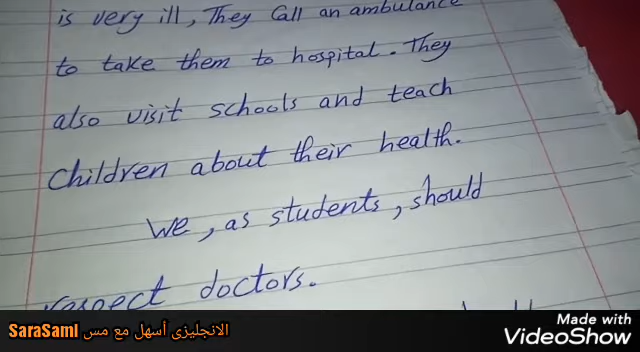 is very ill, They Call an ambulance
to take them to hospital. They
also visit schools and teach
Children about their health.
We, as students, should
respect doctors.
الانجليزى أسهل مع مس SaraSamI
Made with
VideoShow